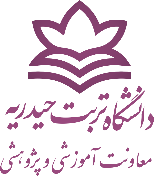 دانشگاه تربت حیدریه
معاونت آموزشی و پژوهشی